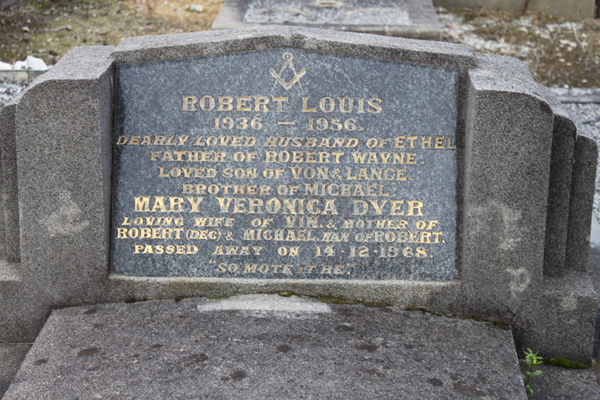 ROBERT LOUIS
1936 — 1956.
DEARLY LOVED HUSBAND OF ETHEL
FATHER OF ROBERT WAYNE.
LOVED SON OF VON & LANCE.
BROTHER OF MICHAEL.
MARY VERONICA DYER
LOVING WIFE OF VIN. & MOTHER OF
ROBERT (DEC) & MICHAEL. NAN OF ROBERT.
PASSED AWAY ON 14-12-1968.
"SO MOTE IT BE."